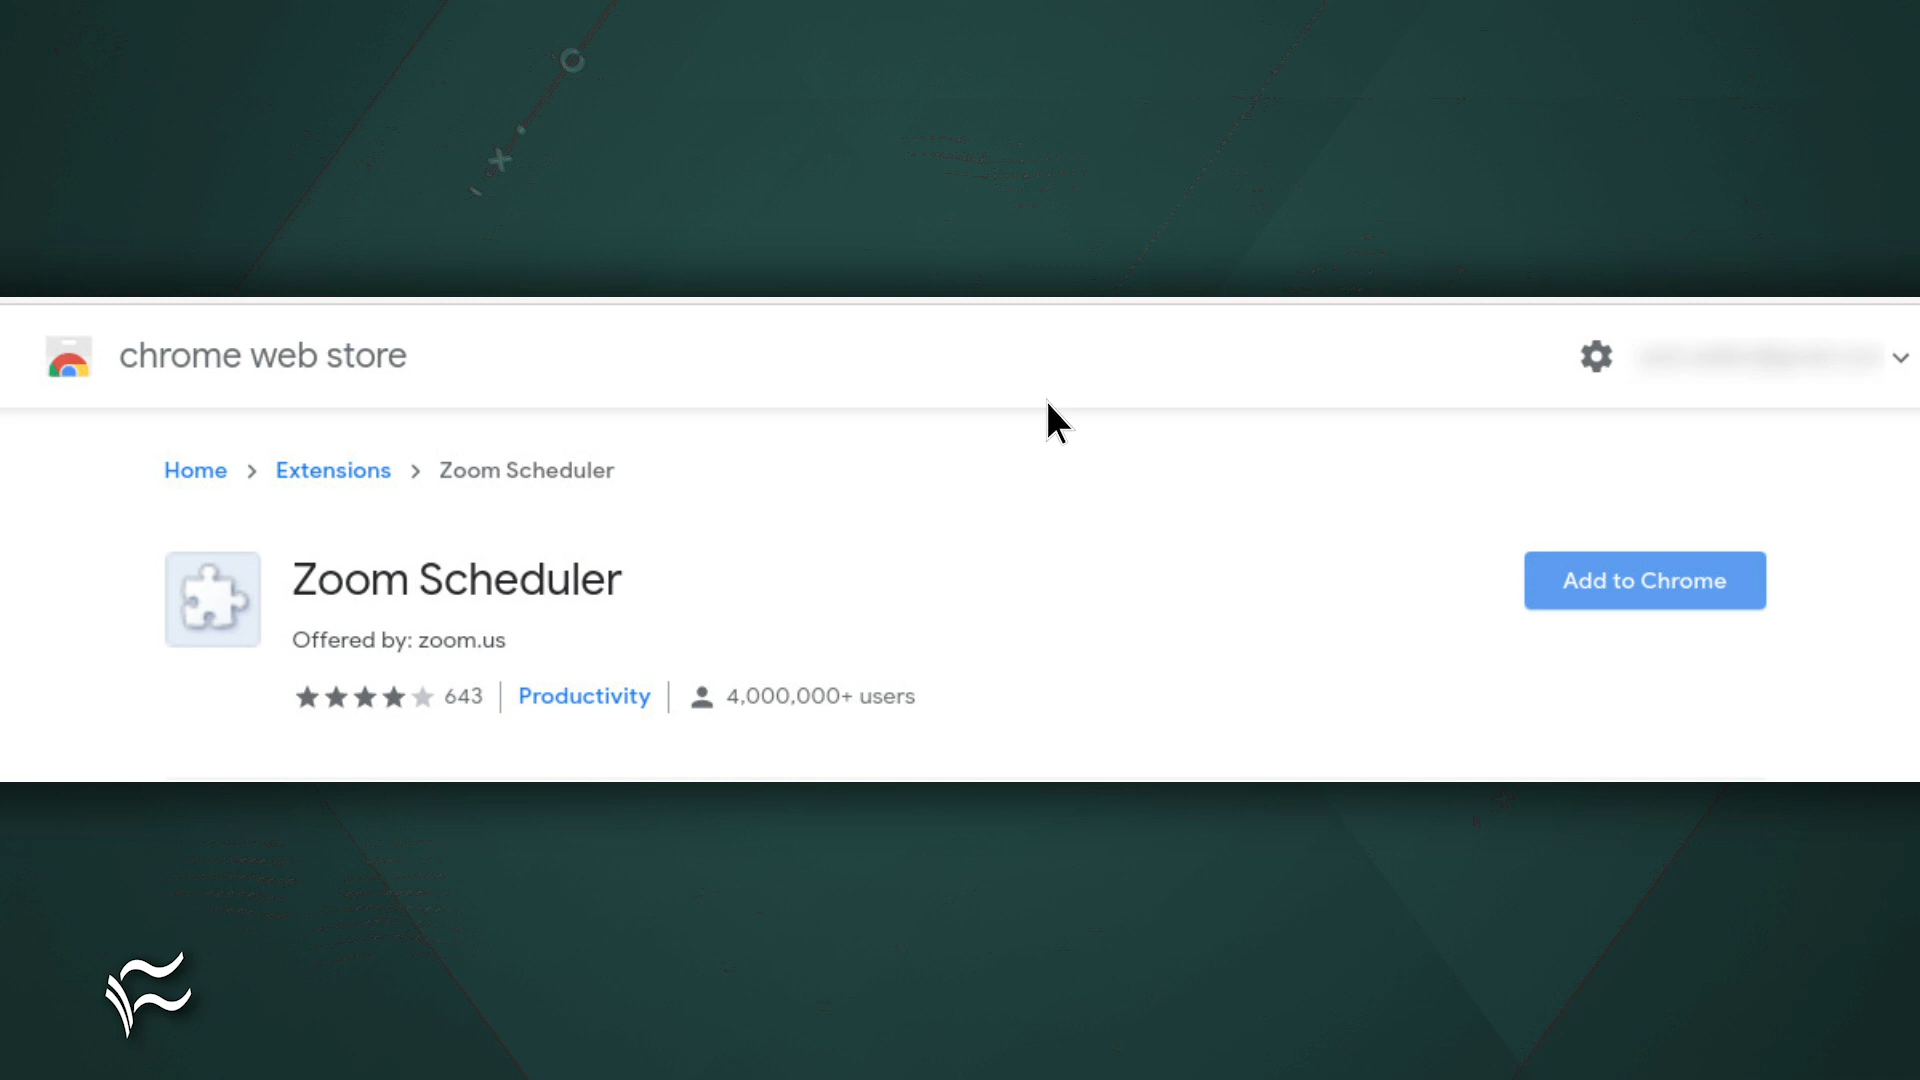 chrome web store
Home > Extensions > Zoom Scheduler
Zoom Scheduler
Add to Chrome
Offered by: zoom.us
643 | Productivity | 4,000,000+ users